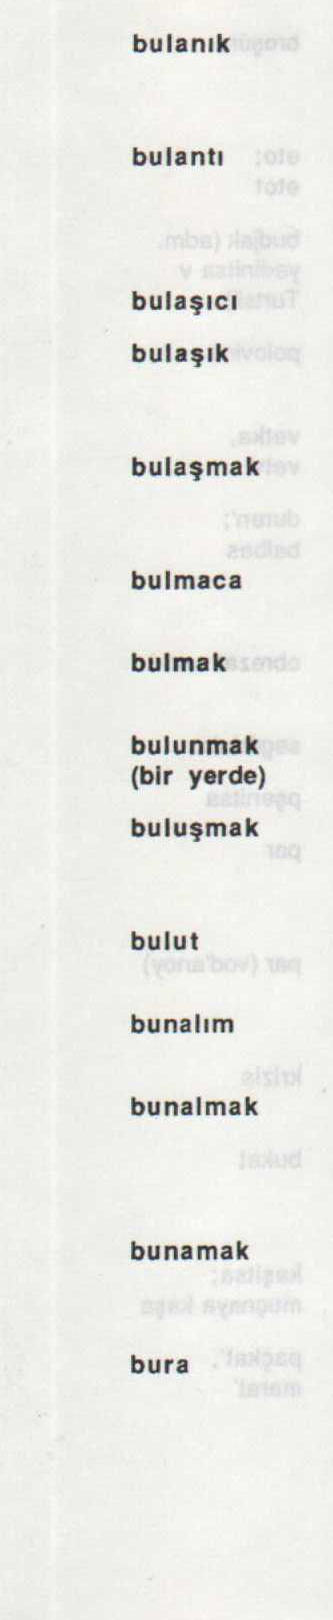 bulanık
bulantı
bulaşıcı
bulaşık
bulaşmak
bulmaca
bulmak
bulunmak
(bir yerde)
buluşmak
bulut
bunalım
bunalmak
bunamak
bura